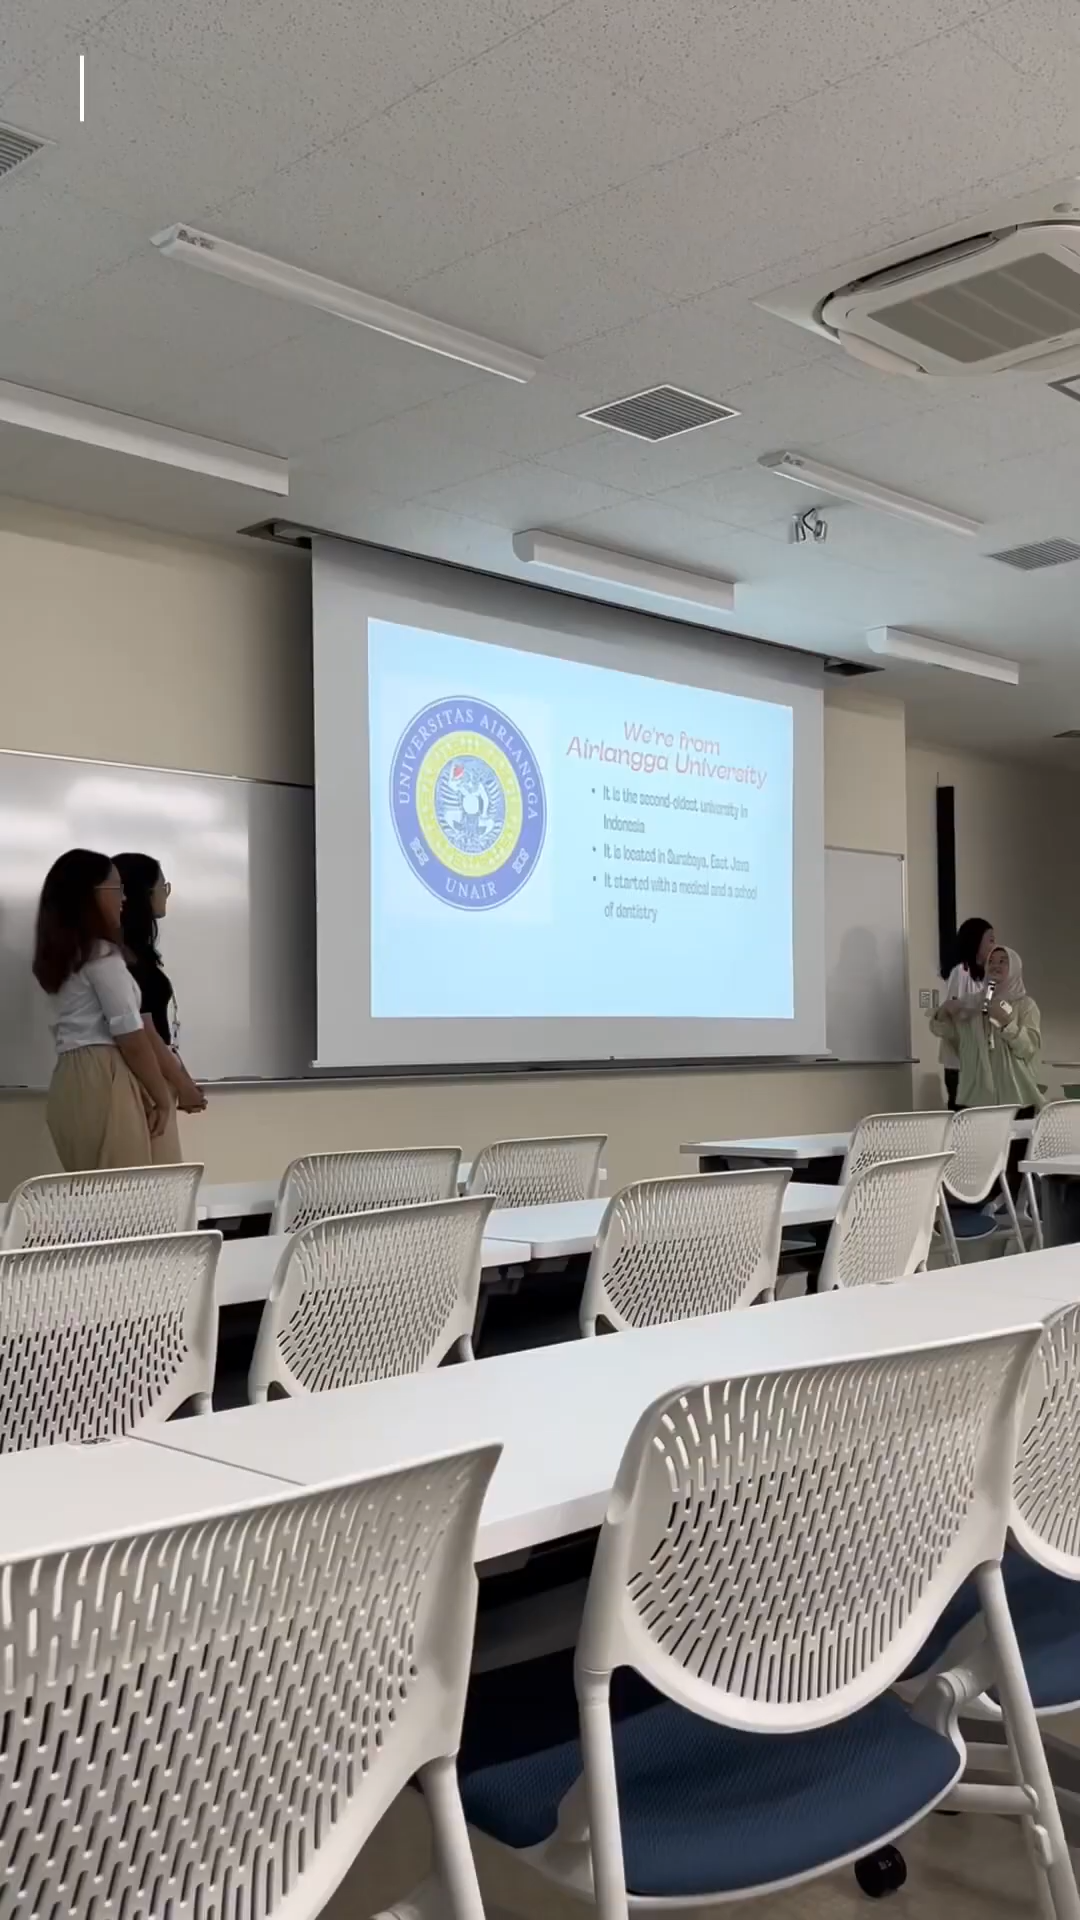 UNIVERSITAS AIRLANGGA
UNAIR
We're from
Airlangga University
• It is the second-oldest university in
Indonesia
• It is located in Surabaya, East Java
• It started with a medical and a school
of dentistry